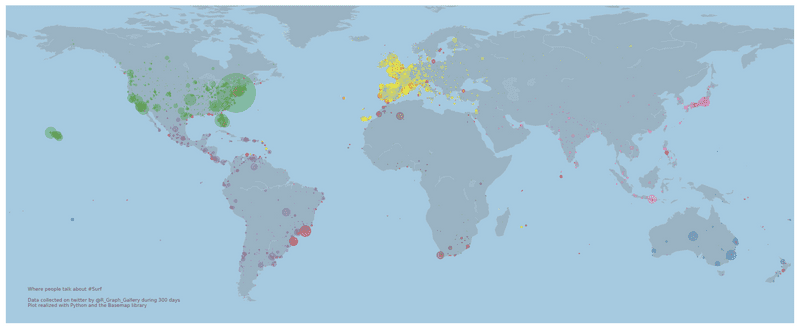 Where people talk about #Surf
Data collected on twitter by @R_Graph_Gallery during 300 days
Plot realized with Python and the Basemap library